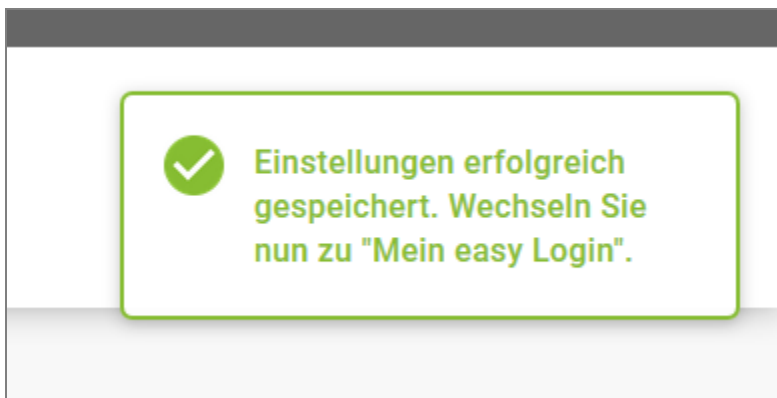 Einstellungen erfolgreich
gespeichert. Wechseln Sie
nun zu "Mein easy Login".